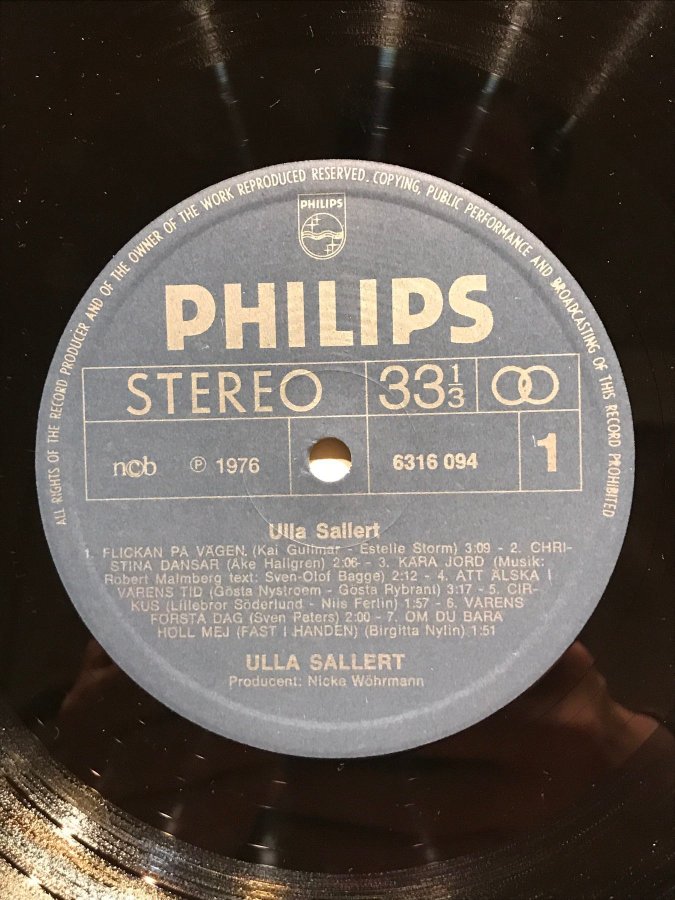 ALL RIGHTS OF THE RECORD PRODUCER AND OF THE OWNER OF THE WORK REPRODUCED RESERVED. COPYING, PUBLIC PERFORMANCE AND BROADCASTING OF THIS RECORD PROHIBITED
PHILIPS
PHILIPS
STEREO 33 1/3
ncb ℗ 1976 6316 094 1
Ulla Sallert
1. FLICKAN PÅ VÄGEN (Kai Gullmar - Estelle Storm) 3:09 - 2. CHRI-
STINA DANSAR (Åke Hallgren) 2:06 - 3. KÄRA JORD (Musik:
Robert Malmberg text: Sven-Olof Bagge) 2:12 - 4. ATT ÄLSKA I
VÅRENS TID (Gösta Nystroem - Gösta Rybrant) 3:17 - 5. CIR-
KUS (Lillebror Söderlund - Nils Ferlin) 1:57 - 6. VÅRENS
FÖRSTA DAG (Sven Paters) 2:00 - 7. OM DU BARA
HÖLL MEJ (FAST I HANDEN) (Birgitta Nylin) 1:51
ULLA SALLERT
Producent: Nicke Wöhrmann